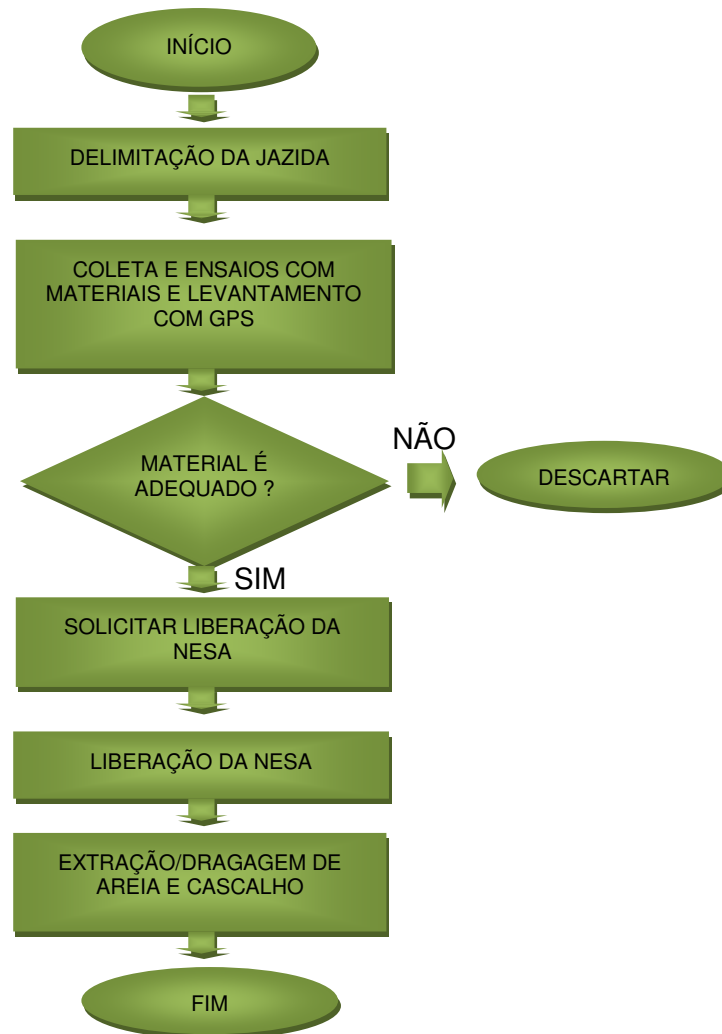 INÍCIO
DELIMITAÇÃO DA JAZIDA
COLETA E ENSAIOS COM
MATERIAIS E LEVANTAMENTO
COM GPS
MATERIAL É
ADEQUADO ?
NÃO
DESCARTAR
SIM
SOLICITAR LIBERAÇÃO DA
NESA
LIBERAÇÃO DA NESA
EXTRAÇÃO/DRAGAGEM DE
AREIA E CASCALHO
FIM